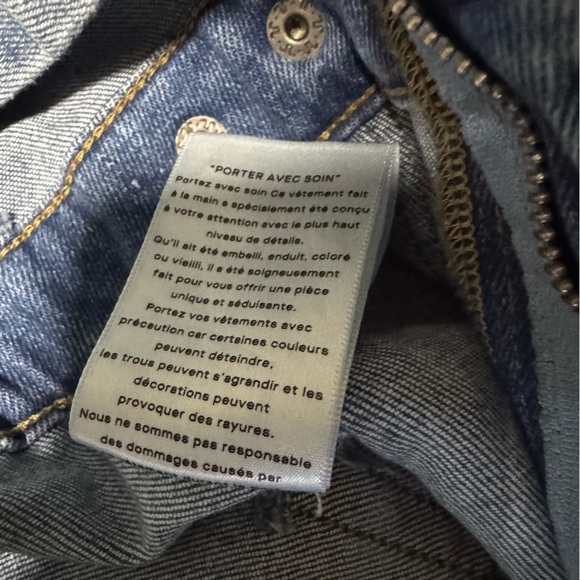 "PORTER AVEC SOIN"
Portez avec soin Ce vêtement fait
à la main a spécialement été conçu
à votre attention avec le plus haut
niveau de détails.
Qu'il ait été embelli, enduit, coloré
ou vieilli, il a été soigneusement
fait pour vous offrir une pièce
unique et séduisante.
Portez vos vêtements avec
précaution car certaines couleurs
peuvent déteindre,
les trous peuvent s'agrandir et les
décorations peuvent
provoquer des rayures.
Nous ne sommes pas responsable
des dommages causés par